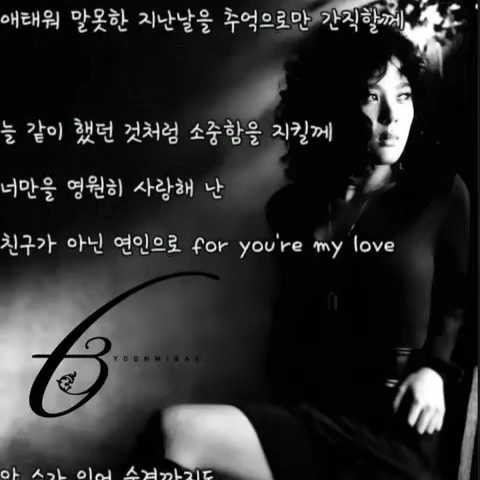 애태워 말못한 지난날을 추억으로만 간직할께
늘 같이 했던 것처럼 소중함을 지킬께
너만을 영원히 사랑해 난
친구가 아닌 연인으로 for you're my love
t3
YOONMIRAE